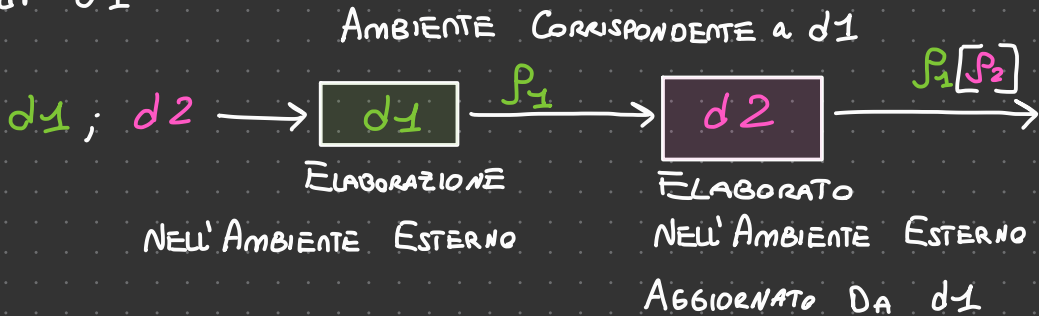 AMBIENTE CORRISPONDENTE a d1
d1; d2 → d1 ρ1 → d2 ρ1[ρ2] →
ELABORAZIONE ELABORATO
NELL'AMBIENTE ESTERNO NELL'AMBIENTE ESTERNO
AGGIORNATO DA d1